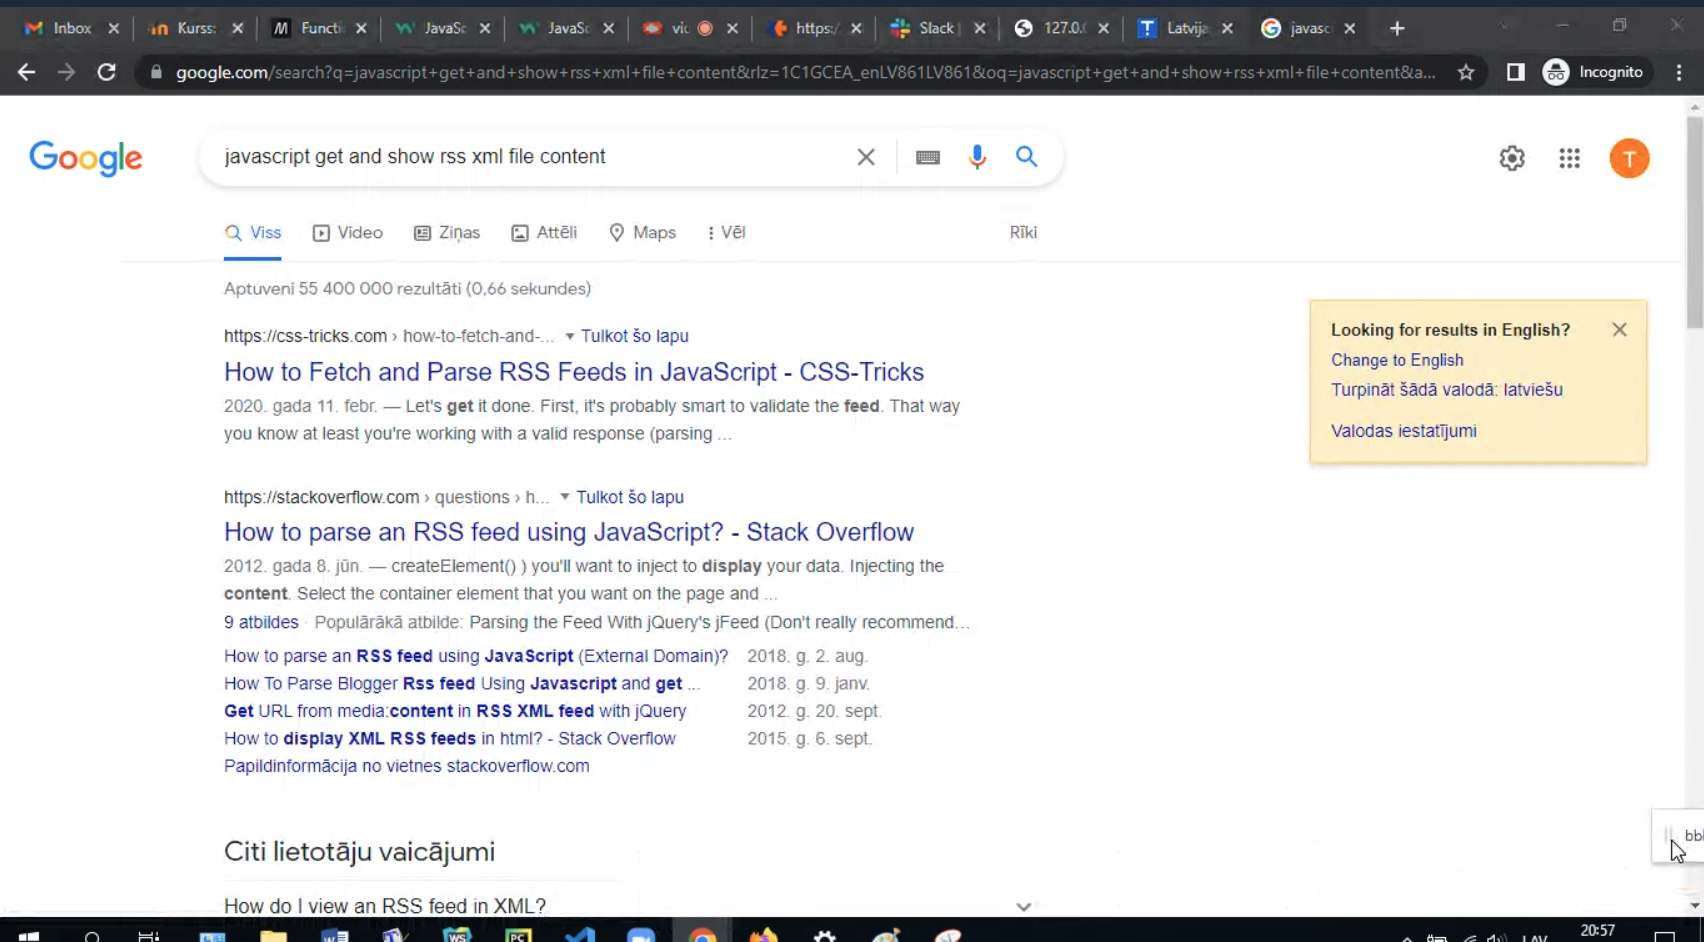 Inbox
Kurss:
Functi
JavaSc
JavaSc
vic
https:/
Slack |
127.0.
Latvija
javasc
google.com/search?q=javascript+get+and+show+rss+xml+file+content&rlz=1C1GCEA_enLV861LV861&oq=javascript+get+and+show+rss+xml+file+content&a...
Incognito
Google
javascript get and show rss xml file content
T
Viss
Video
Ziņas
Attēli
Maps
Vēl
Rīki
Aptuveni 55 400 000 rezultāti (0,66 sekundes)
https://css-tricks.com › how-to-fetch-and-... Tulkot šo lapu
How to Fetch and Parse RSS Feeds in JavaScript - CSS-Tricks
2020. gada 11. febr. — Let's get it done. First, it's probably smart to validate the feed. That way
you know at least you're working with a valid response (parsing ...
https://stackoverflow.com › questions › h... Tulkot šo lapu
How to parse an RSS feed using JavaScript? - Stack Overflow
2012. gada 8. jūn. — createElement() ) you'll want to inject to display your data. Injecting the
content. Select the container element that you want on the page and ...
9 atbildes · Populārākā atbilde: Parsing the Feed With jQuery's jFeed (Don't really recommend...
How to parse an RSS feed using JavaScript (External Domain)? 2018. g. 2. aug.
How To Parse Blogger Rss feed Using Javascript and get ... 2018. g. 9. janv.
Get URL from media:content in RSS XML feed with jQuery 2012. g. 20. sept.
How to display XML RSS feeds in html? - Stack Overflow 2015. g. 6. sept.
Papildinformācija no vietnes stackoverflow.com
Citi lietotāju vaicājumi
How do I view an RSS feed in XML?
Looking for results in English?
Change to English
Turpināt šādā valodā: latviešu
Valodas iestatījumi
LAV
20:57